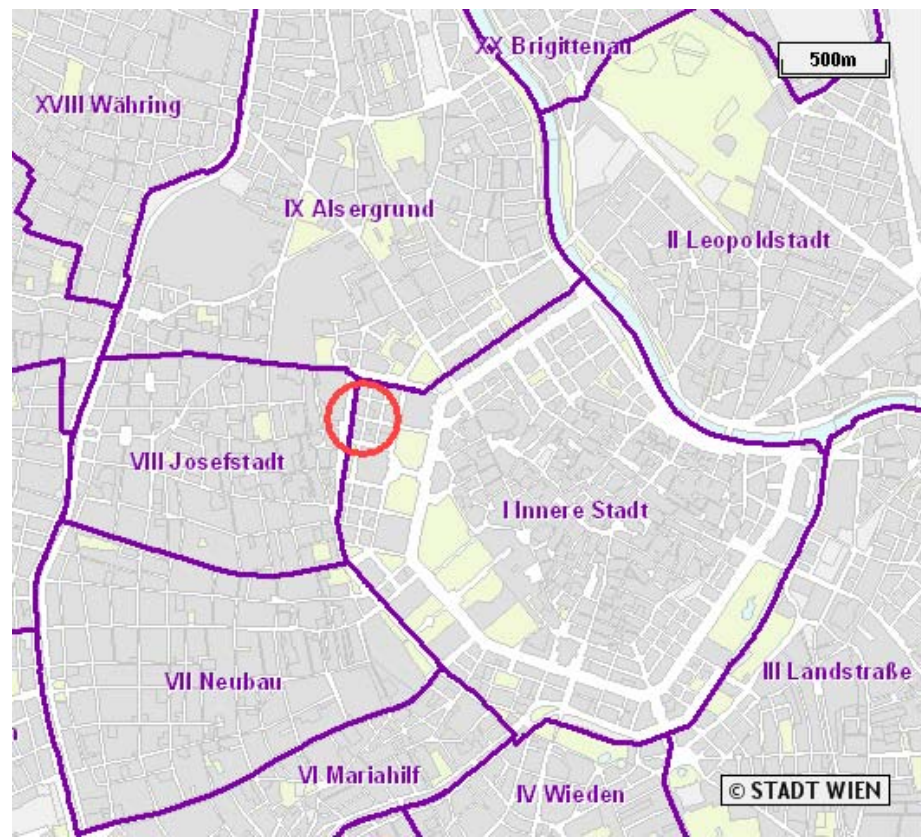 XX Brigittenau
500m
XVIII Währing
IX Alsergrund
II Leopoldstadt
VIII Josefstadt
I Innere Stadt
III Landstraße
VII Neubau
VI Mariahilf
IV Wieden
© STADT WIEN